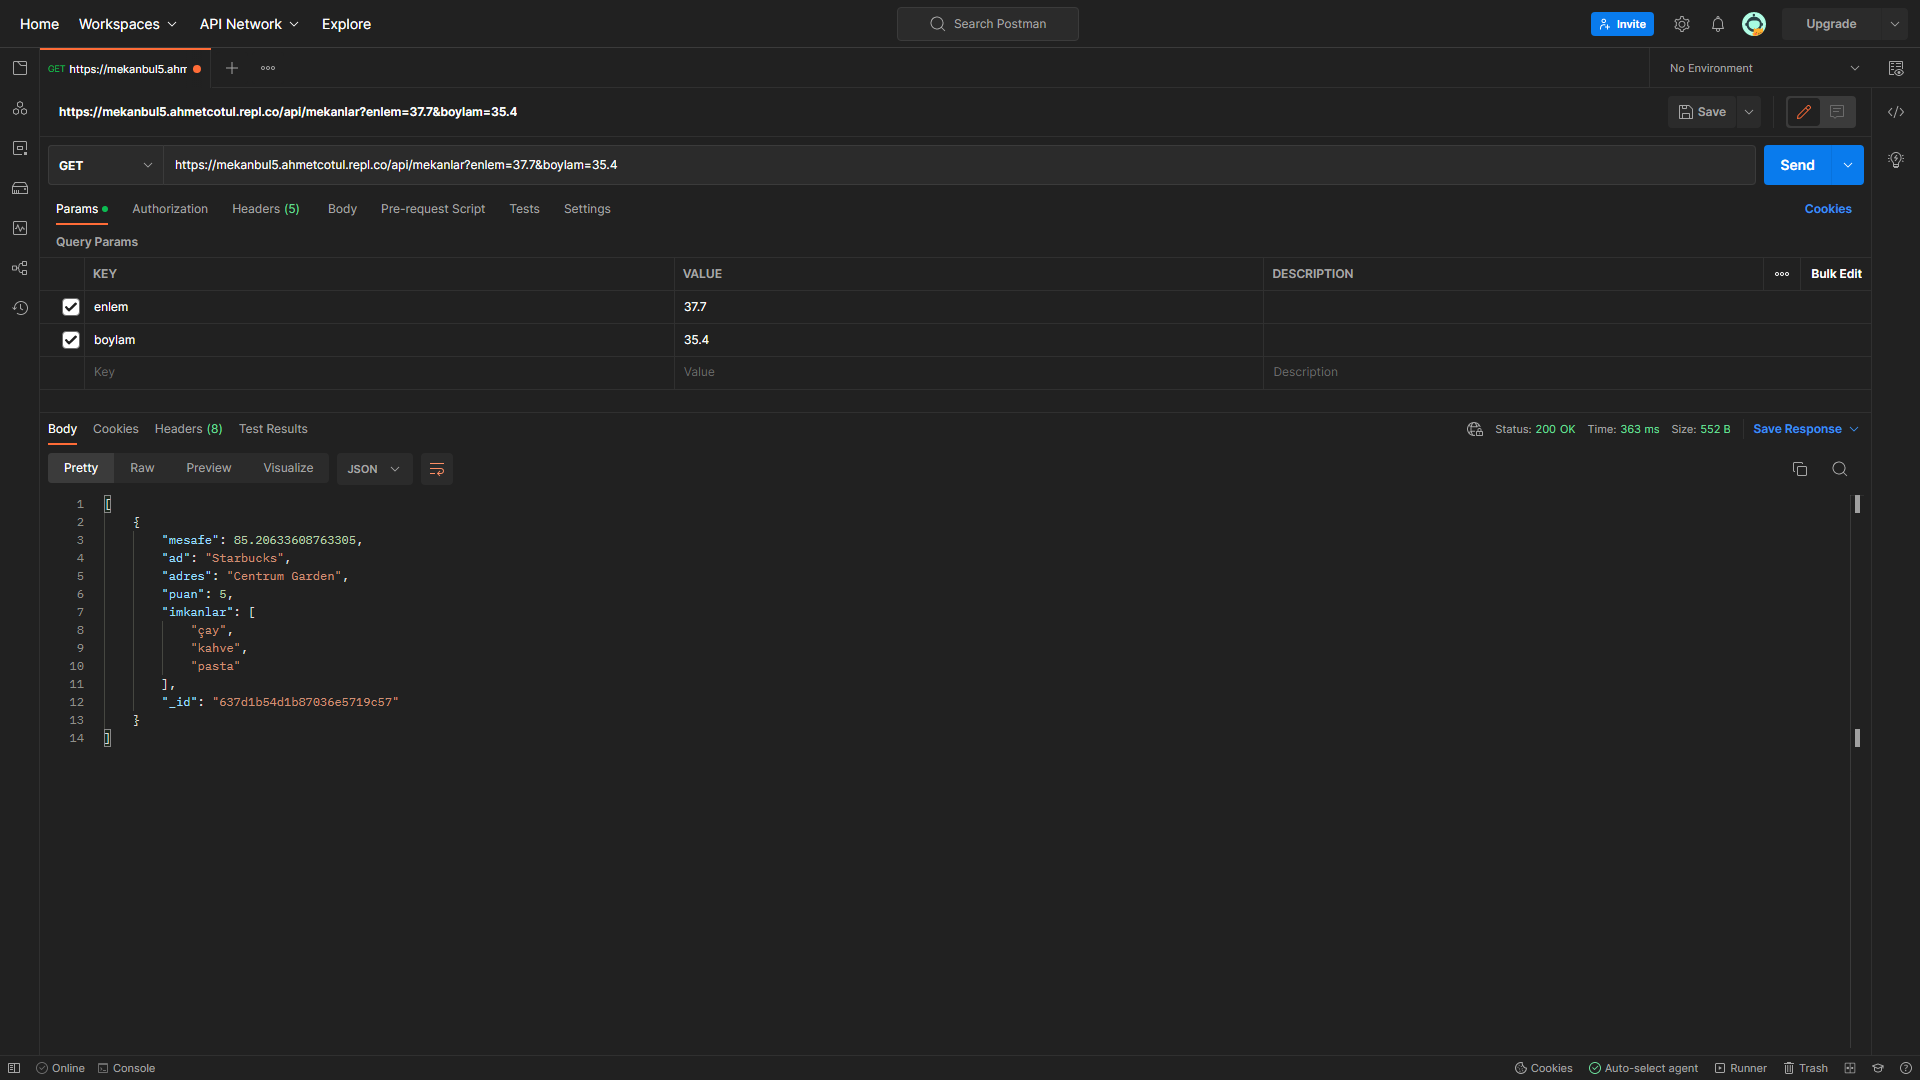 Home Workspaces API Network Explore Search Postman Invite Upgrade
GET https://mekanbul5.ahm No Environment
https://mekanbul5.ahmetcotul.repl.co/api/mekanlar?enlem=37.7&boylam=35.4 Save
GET https://mekanbul5.ahmetcotul.repl.co/api/mekanlar?enlem=37.7&boylam=35.4 Send
Params Authorization Headers (5) Body Pre-request Script Tests Settings Cookies
Query Params
KEY VALUE DESCRIPTION Bulk Edit
enlem 37.7
boylam 35.4
Key Value Description
Body Cookies Headers (8) Test Results Status: 200 OK Time: 363 ms Size: 552 B Save Response
Pretty Raw Preview Visualize JSON
1 [
2 {
3 "mesafe": 85.20633608763305,
4 "ad": "Starbucks",
5 "adres": "Centrum Garden",
6 "puan": 5,
7 "imkanlar": [
8 "çay",
9 "kahve",
10 "pasta"
11 ],
12 "_id": "637d1b54d1b87036e5719c57"
13 }
14 ]
Online Console Cookies Auto-select agent Runner Trash